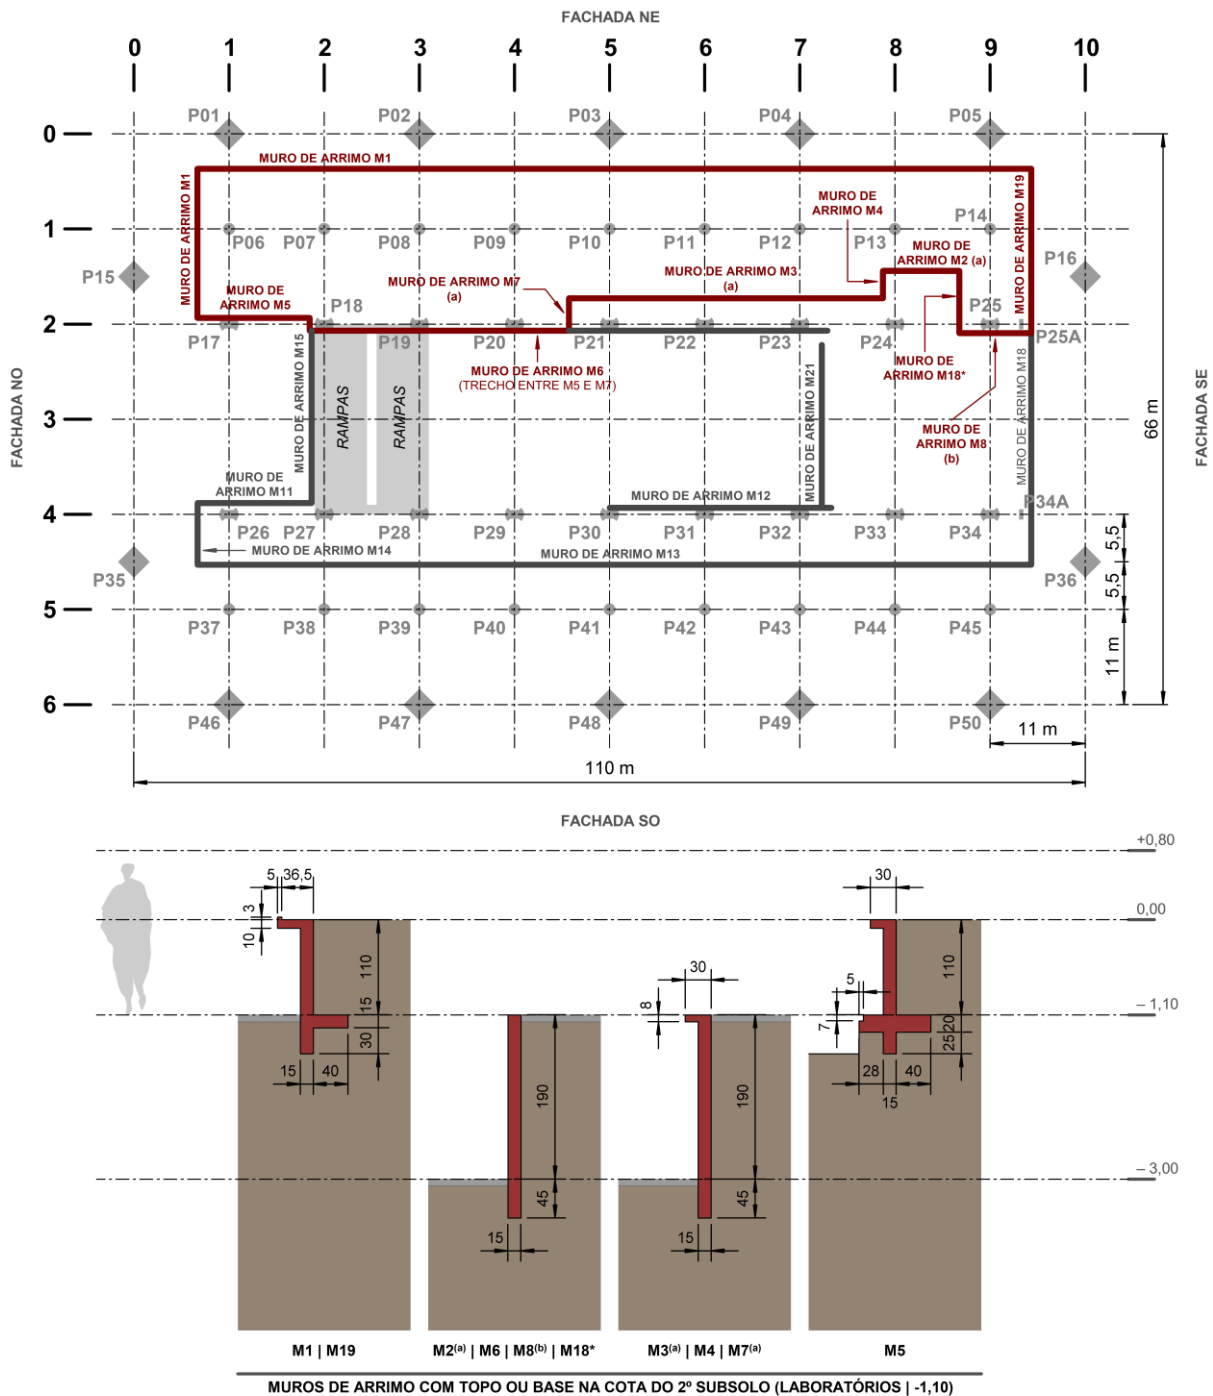 FACHADA NE
0 1 2 3 4 5 6 7 8 9 10
P01 P02 P03 P04 P05
0
MURO DE ARRIMO M1
MURO DE ARRIMO M1
MURO DE ARRIMO M19
MURO DE
ARRIMO M4
P14
1
P06 P07 P08 P09 P10 P11 P12 P13
MURO DE
ARRIMO M2 (a)
P15
P16
MURO DE ARRIMO M3
(a)
MURO DE ARRIMO M7
(a)
MURO DE
ARRIMO M5
P18
P25
2
P17 P19 P20 P21 P22 P23 P24 P25A
MURO DE ARRIMO M6
(TRECHO ENTRE M5 E M7)
MURO DE
ARRIMO M18*
MURO DE ARRIMO M15
RAMPAS
RAMPAS
MURO DE ARRIMO M21
MURO DE ARRIMO M18
3
MURO DE
ARRIMO M8
(b)
FACHADA NO
FACHADA SE
66 m
MURO DE
ARRIMO M11
MURO DE ARRIMO M12
P34A
4
P26 P27 P28 P29 P30 P31 P32 P33 P34
5,5
MURO DE ARRIMO M14
MURO DE ARRIMO M13
P35
P36
5,5
5
P37 P38 P39 P40 P41 P42 P43 P44 P45
11 m
6
P46 P47 P48 P49 P50
11 m
110 m
FACHADA SO
+0,80
5 36,5
30
3
0,00
10
110
30
110
8
5
15
– 1,10
7
20
30
25
15 40
28 40
15
190
190
– 3,00
45
45
15
15
M1 | M19
M2(a) | M6 | M8(b) | M18*
M3(a) | M4 | M7(a)
M5
MUROS DE ARRIMO COM TOPO OU BASE NA COTA DO 2º SUBSOLO (LABORATÓRIOS | -1,10)